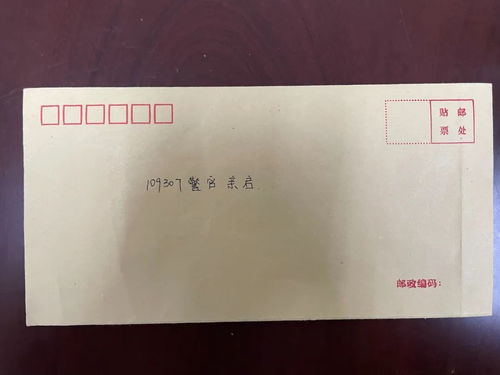 贴 邮
票 处
109307警官 亲启
邮政编码：